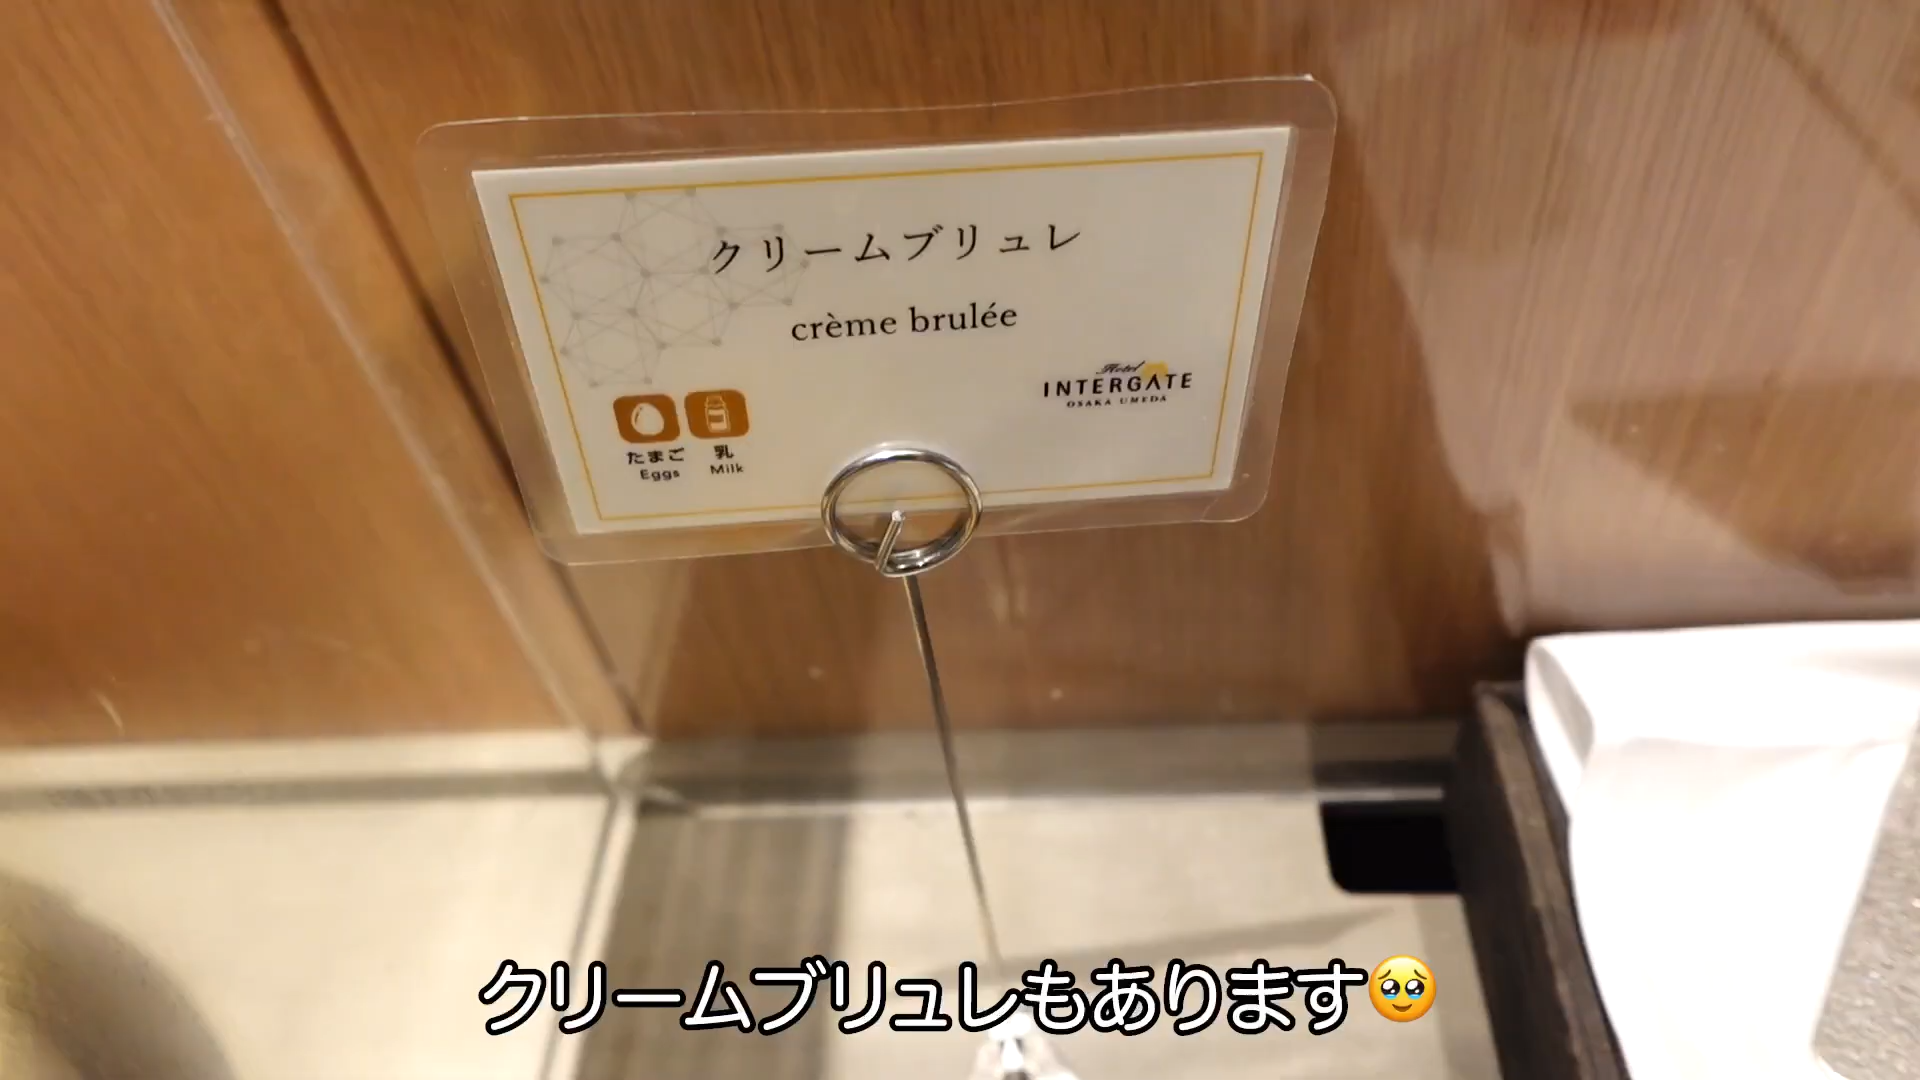 クリームブリュレ
crème brulée
Hotel
INTERGATE
OSAKA UMEDA
たまご 乳
Eggs Milk
クリームブリュレもあります🥹